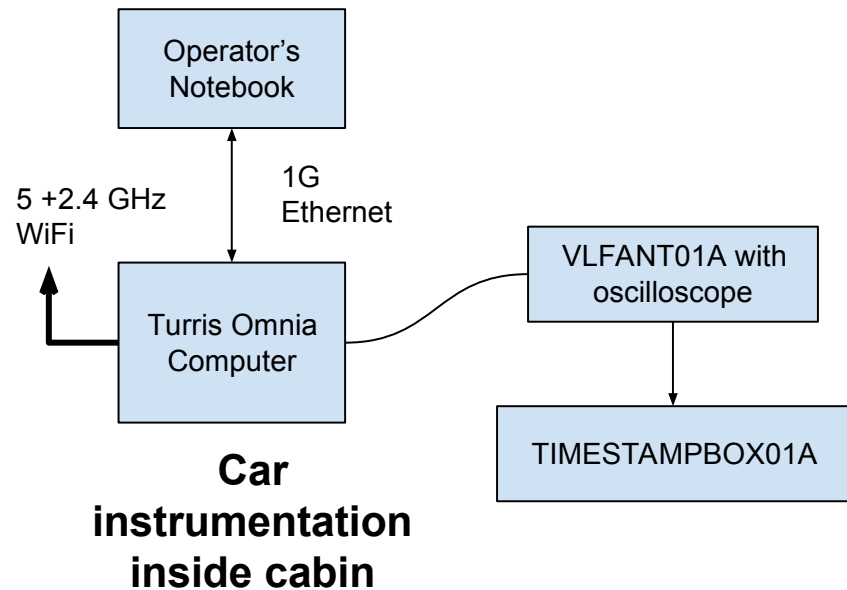 Operator’s
Notebook
5 +2.4 GHz
WiFi
1G
Ethernet
VLFANT01A with
oscilloscope
Turris Omnia
Computer
TIMESTAMPBOX01A
Car
instrumentation
inside cabin